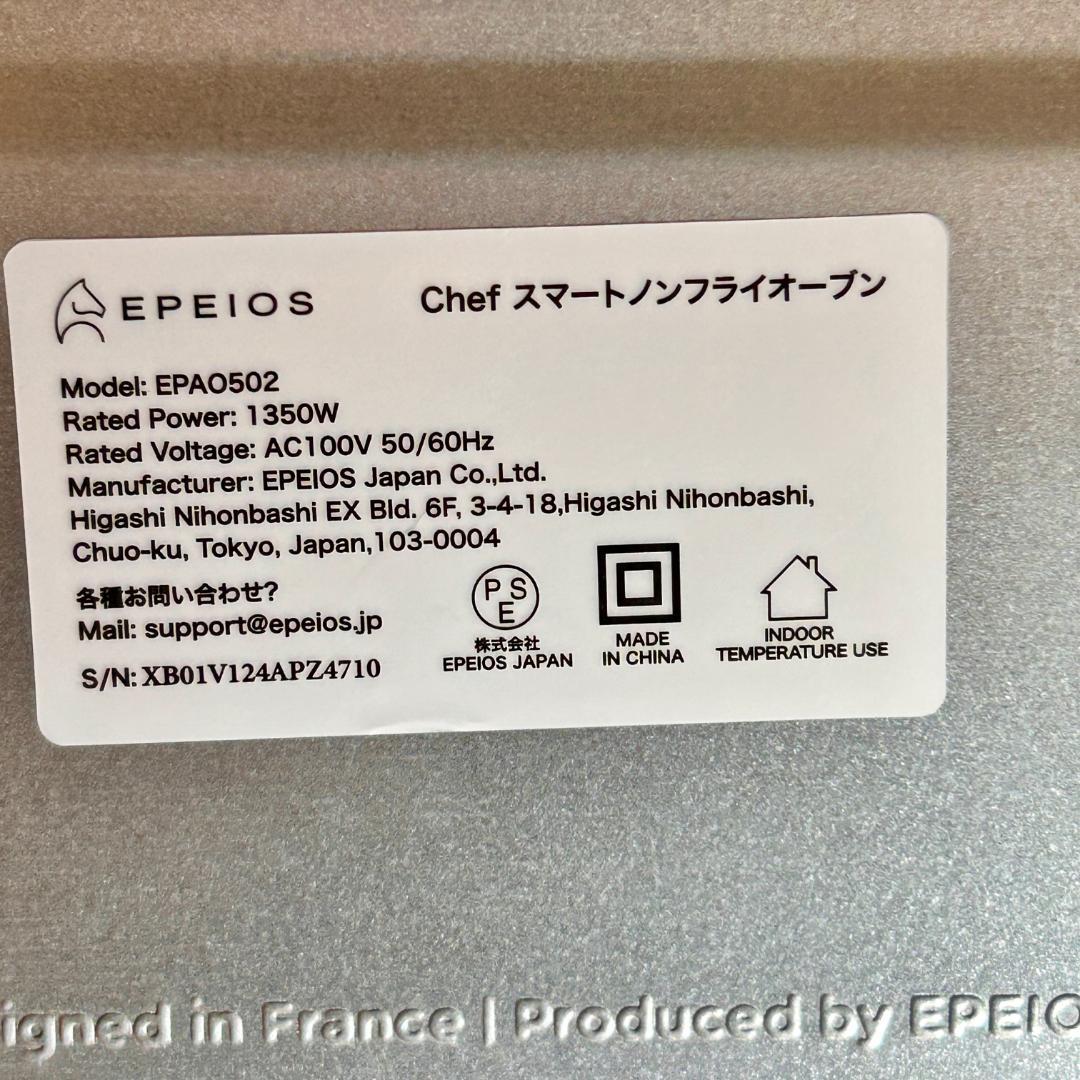 EPEIOS
Chef スマートノンフライオーブン
Model: EPAO502
Rated Power: 1350W
Rated Voltage: AC100V 50/60Hz
Manufacturer: EPEIOS Japan Co.,Ltd.
Higashi Nihonbashi EX Bld. 6F, 3-4-18,Higashi Nihonbashi,
Chuo-ku, Tokyo, Japan,103-0004
各種お問い合わせ?
Mail: support@epeios.jp
S/N: XB01V124APZ4710
PSE
株式会社
EPEIOS JAPAN
MADE
IN CHINA
INDOOR
TEMPERATURE USE
igned in France | Produced by EPEIO